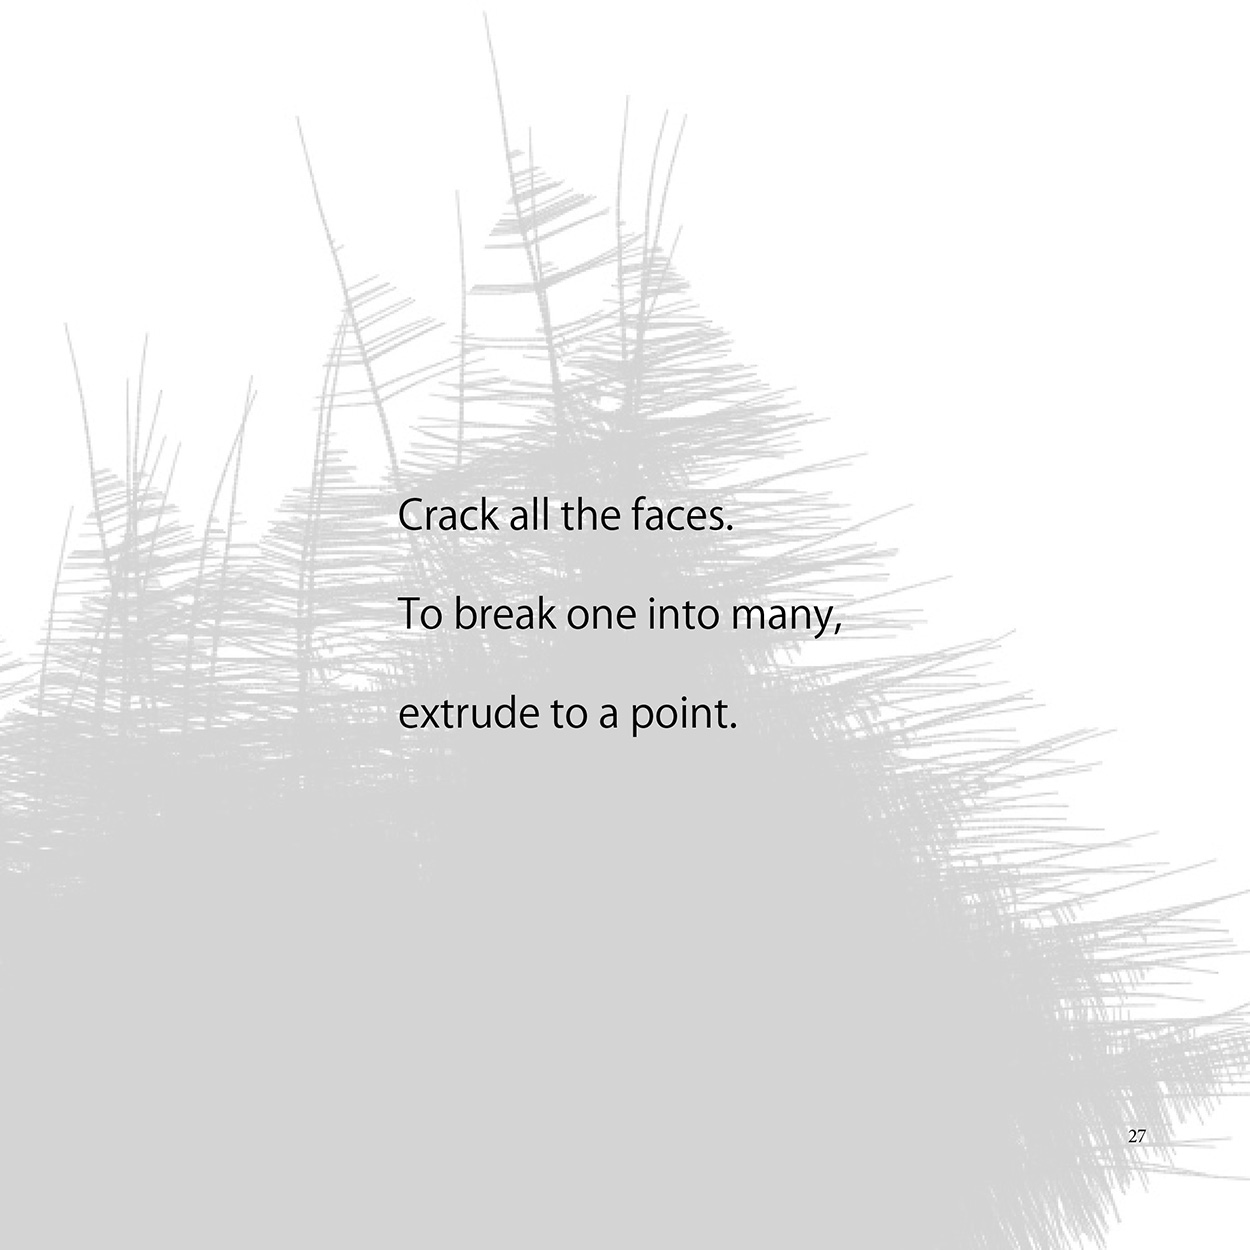 Crack all the faces.
To break one into many,
extrude to a point.
27